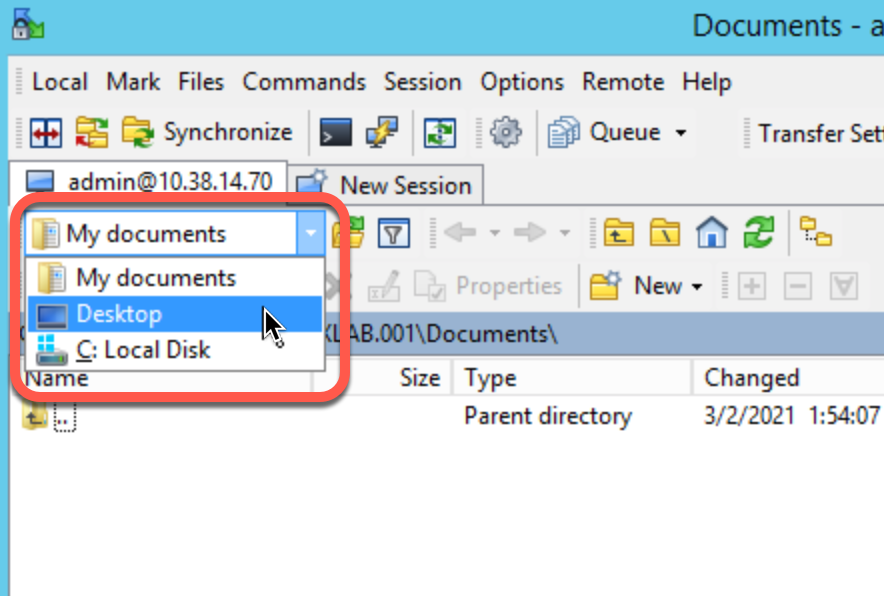 Documents - a
Local Mark Files Commands Session Options Remote Help
Synchronize Queue Transfer Set
admin@10.38.14.70 New Session
My documents
My documents
Properties New
Desktop
LAB.001\Documents\
C: Local Disk
Name Size Type Changed
.. Parent directory 3/2/2021 1:54:07